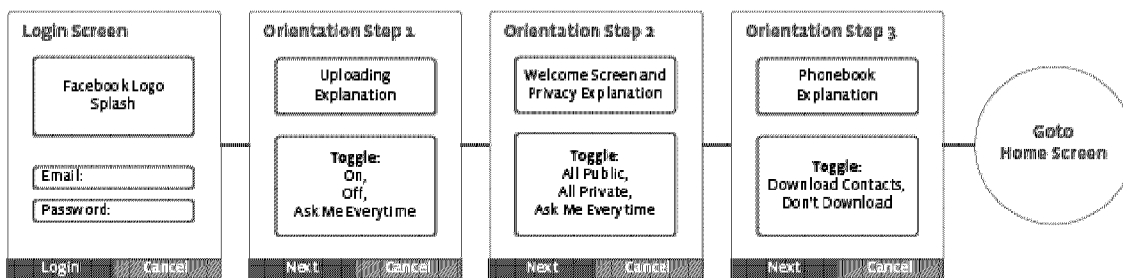 Login Screen
Facebook Logo
Splash
Email:
Password:
Login
Cancel
Orientation Step 1
Uploading
Explanation
Toggle:
On,
Off,
Ask Me Everytime
Next
Cancel
Orientation Step 2
Welcome Screen and
Privacy Explanation
Toggle:
All Public,
All Private,
Ask Me Everytime
Next
Cancel
Orientation Step 3
Phonebook
Explanation
Toggle:
Download Contacts,
Don't Download
Next
Cancel
Goto
Home Screen